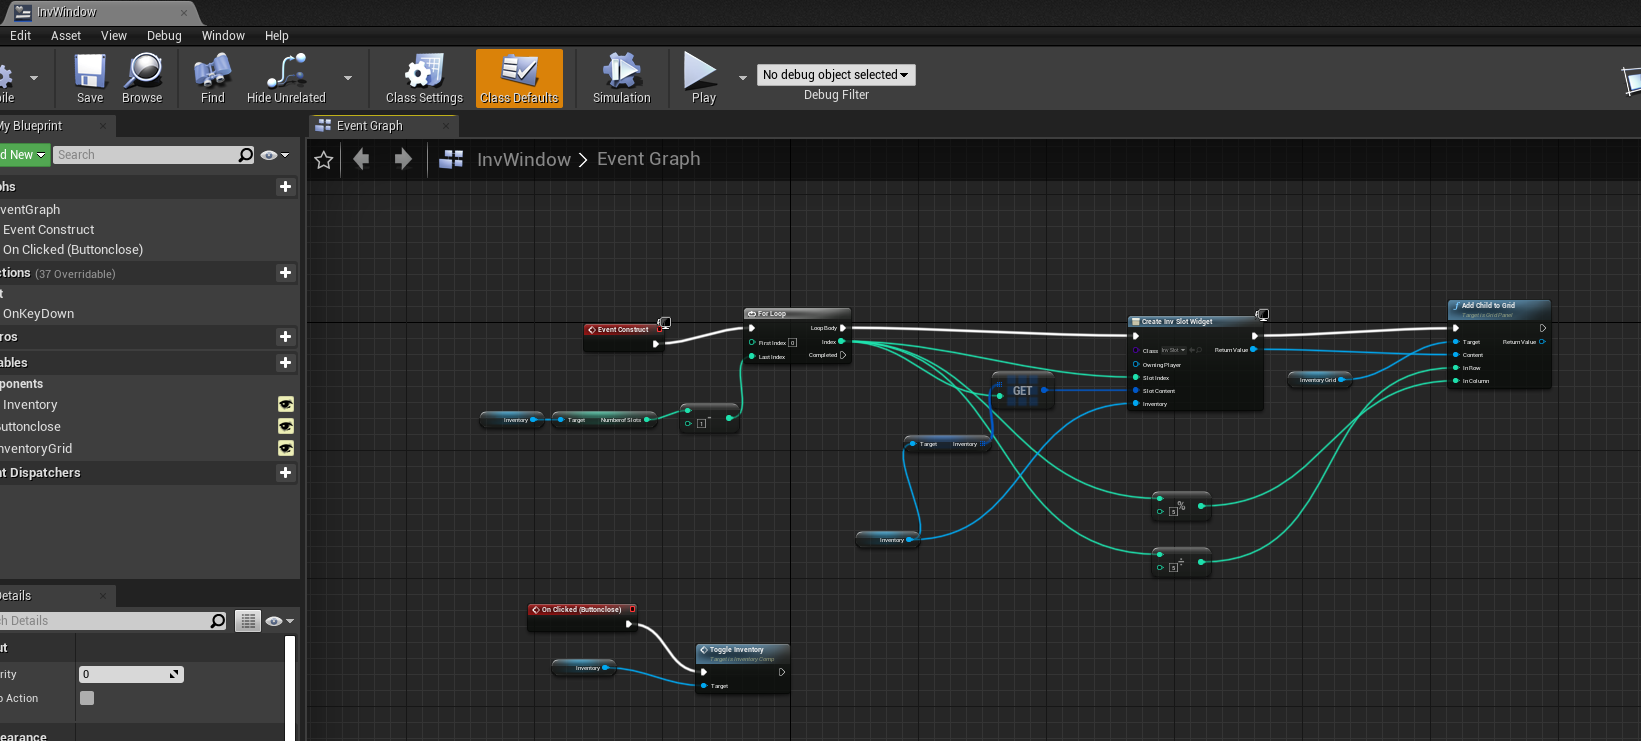 InvWindow
Edit Asset View Debug Window Help
Save Browse Find Hide Unrelated Class Settings Class Defaults Simulation Play
No debug object selected
Debug Filter
My Blueprint
Event Graph
d New Search
InvWindow > Event Graph
phs
ventGraph
Event Construct
On Clicked (Buttonclose)
ctions (37 Overridable)
t
OnKeyDown
ros
ables
ponents
Inventory
Buttonclose
nventoryGrid
nt Dispatchers
Event Construct
For Loop
Loop Body
First Index 0
Index
Last Index
Completed
Inventory
Target Number of Slots
1 -
GET
Target Inventory
Inventory
Create Inv Slot Widget
Class Inv Slot
Return Value
Owning Player
Slot Index
Slot Content
Inventory
Inventory Grid
Add Child to Grid
Target is Grid Panel
Target
Return Value
Content
In Row
In Column
5 %
5 ÷
On Clicked (Buttonclose)
Inventory
Toggle Inventory
Target is Inventory Comp
Target
Details
ch Details
ut
rity 0
p Action
earance